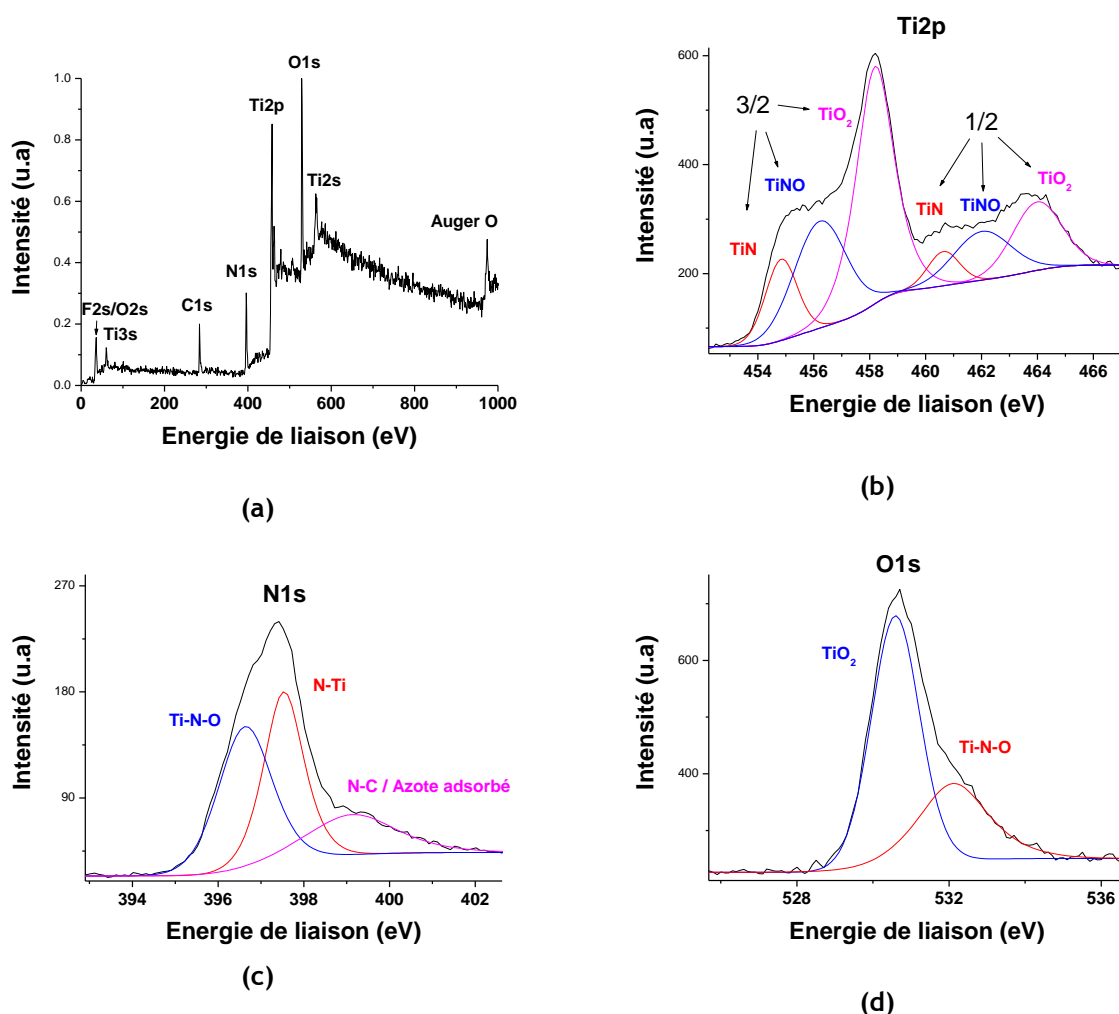 O1s
Ti2p
Ti2s
Auger O
N1s
C1s
F2s/O2s
Ti3s
1.0
0.8
0.6
0.4
0.2
0.0
0 200 400 600 800 1000
Intensité (u.a)
Energie de liaison (eV)
(a)
Ti2p
600
400
200
3/2
TiO2
1/2
TiNO
TiN
TiN
TiNO
TiO2
454 456 458 460 462 464 466
Intensité (u.a)
Energie de liaison (eV)
(b)
N1s
270
180
90
N-Ti
Ti-N-O
N-C / Azote adsorbé
394 396 398 400 402
Intensité (u.a)
Energie de liaison (eV)
(c)
O1s
600
400
TiO2
Ti-N-O
528 532 536
Intensité (u.a)
Energie de liaison (eV)
(d)